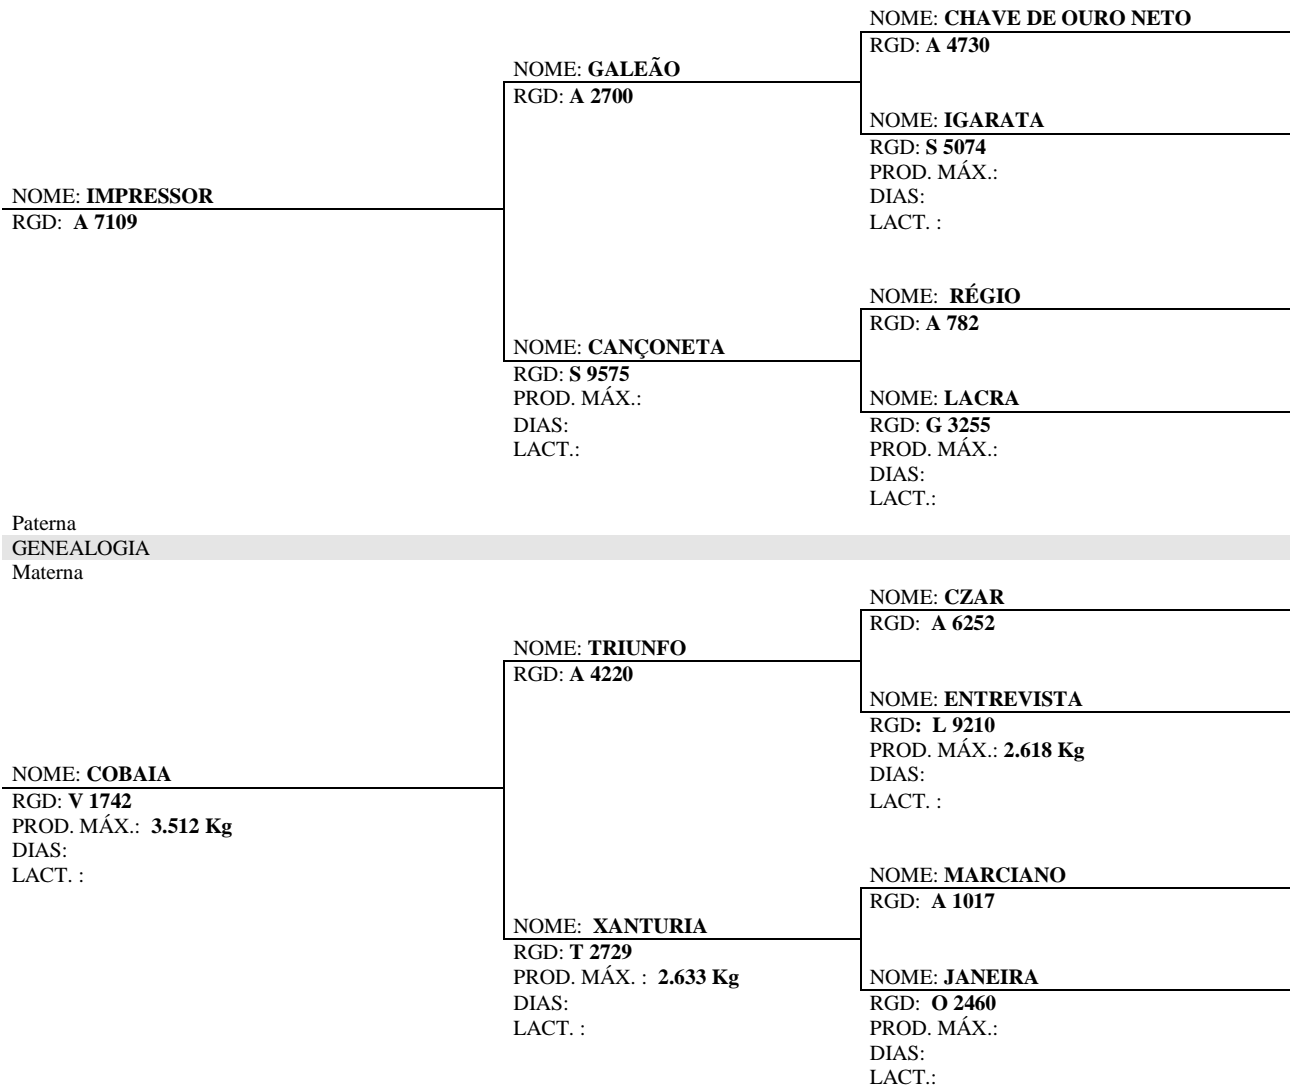 NOME: CHAVE DE OURO NETO
RGD: A 4730
NOME: GALEÃO
RGD: A 2700
NOME: IGARATA
RGD: S 5074
PROD. MÁX.:
DIAS:
LACT. :
NOME: IMPRESSOR
RGD: A 7109
NOME: RÉGIO
RGD: A 782
NOME: CANÇONETA
RGD: S 9575
PROD. MÁX.:
DIAS:
LACT.:
NOME: LACRA
RGD: G 3255
PROD. MÁX.:
DIAS:
LACT.:
Paterna
GENEALOGIA
Materna
NOME: CZAR
RGD: A 6252
NOME: TRIUNFO
RGD: A 4220
NOME: ENTREVISTA
RGD: L 9210
PROD. MÁX.: 2.618 Kg
DIAS:
LACT. :
NOME: COBAIA
RGD: V 1742
PROD. MÁX.: 3.512 Kg
DIAS:
LACT. :
NOME: MARCIANO
RGD: A 1017
NOME: XANTURIA
RGD: T 2729
PROD. MÁX. : 2.633 Kg
DIAS:
LACT. :
NOME: JANEIRA
RGD: O 2460
PROD. MÁX.:
DIAS:
LACT.: